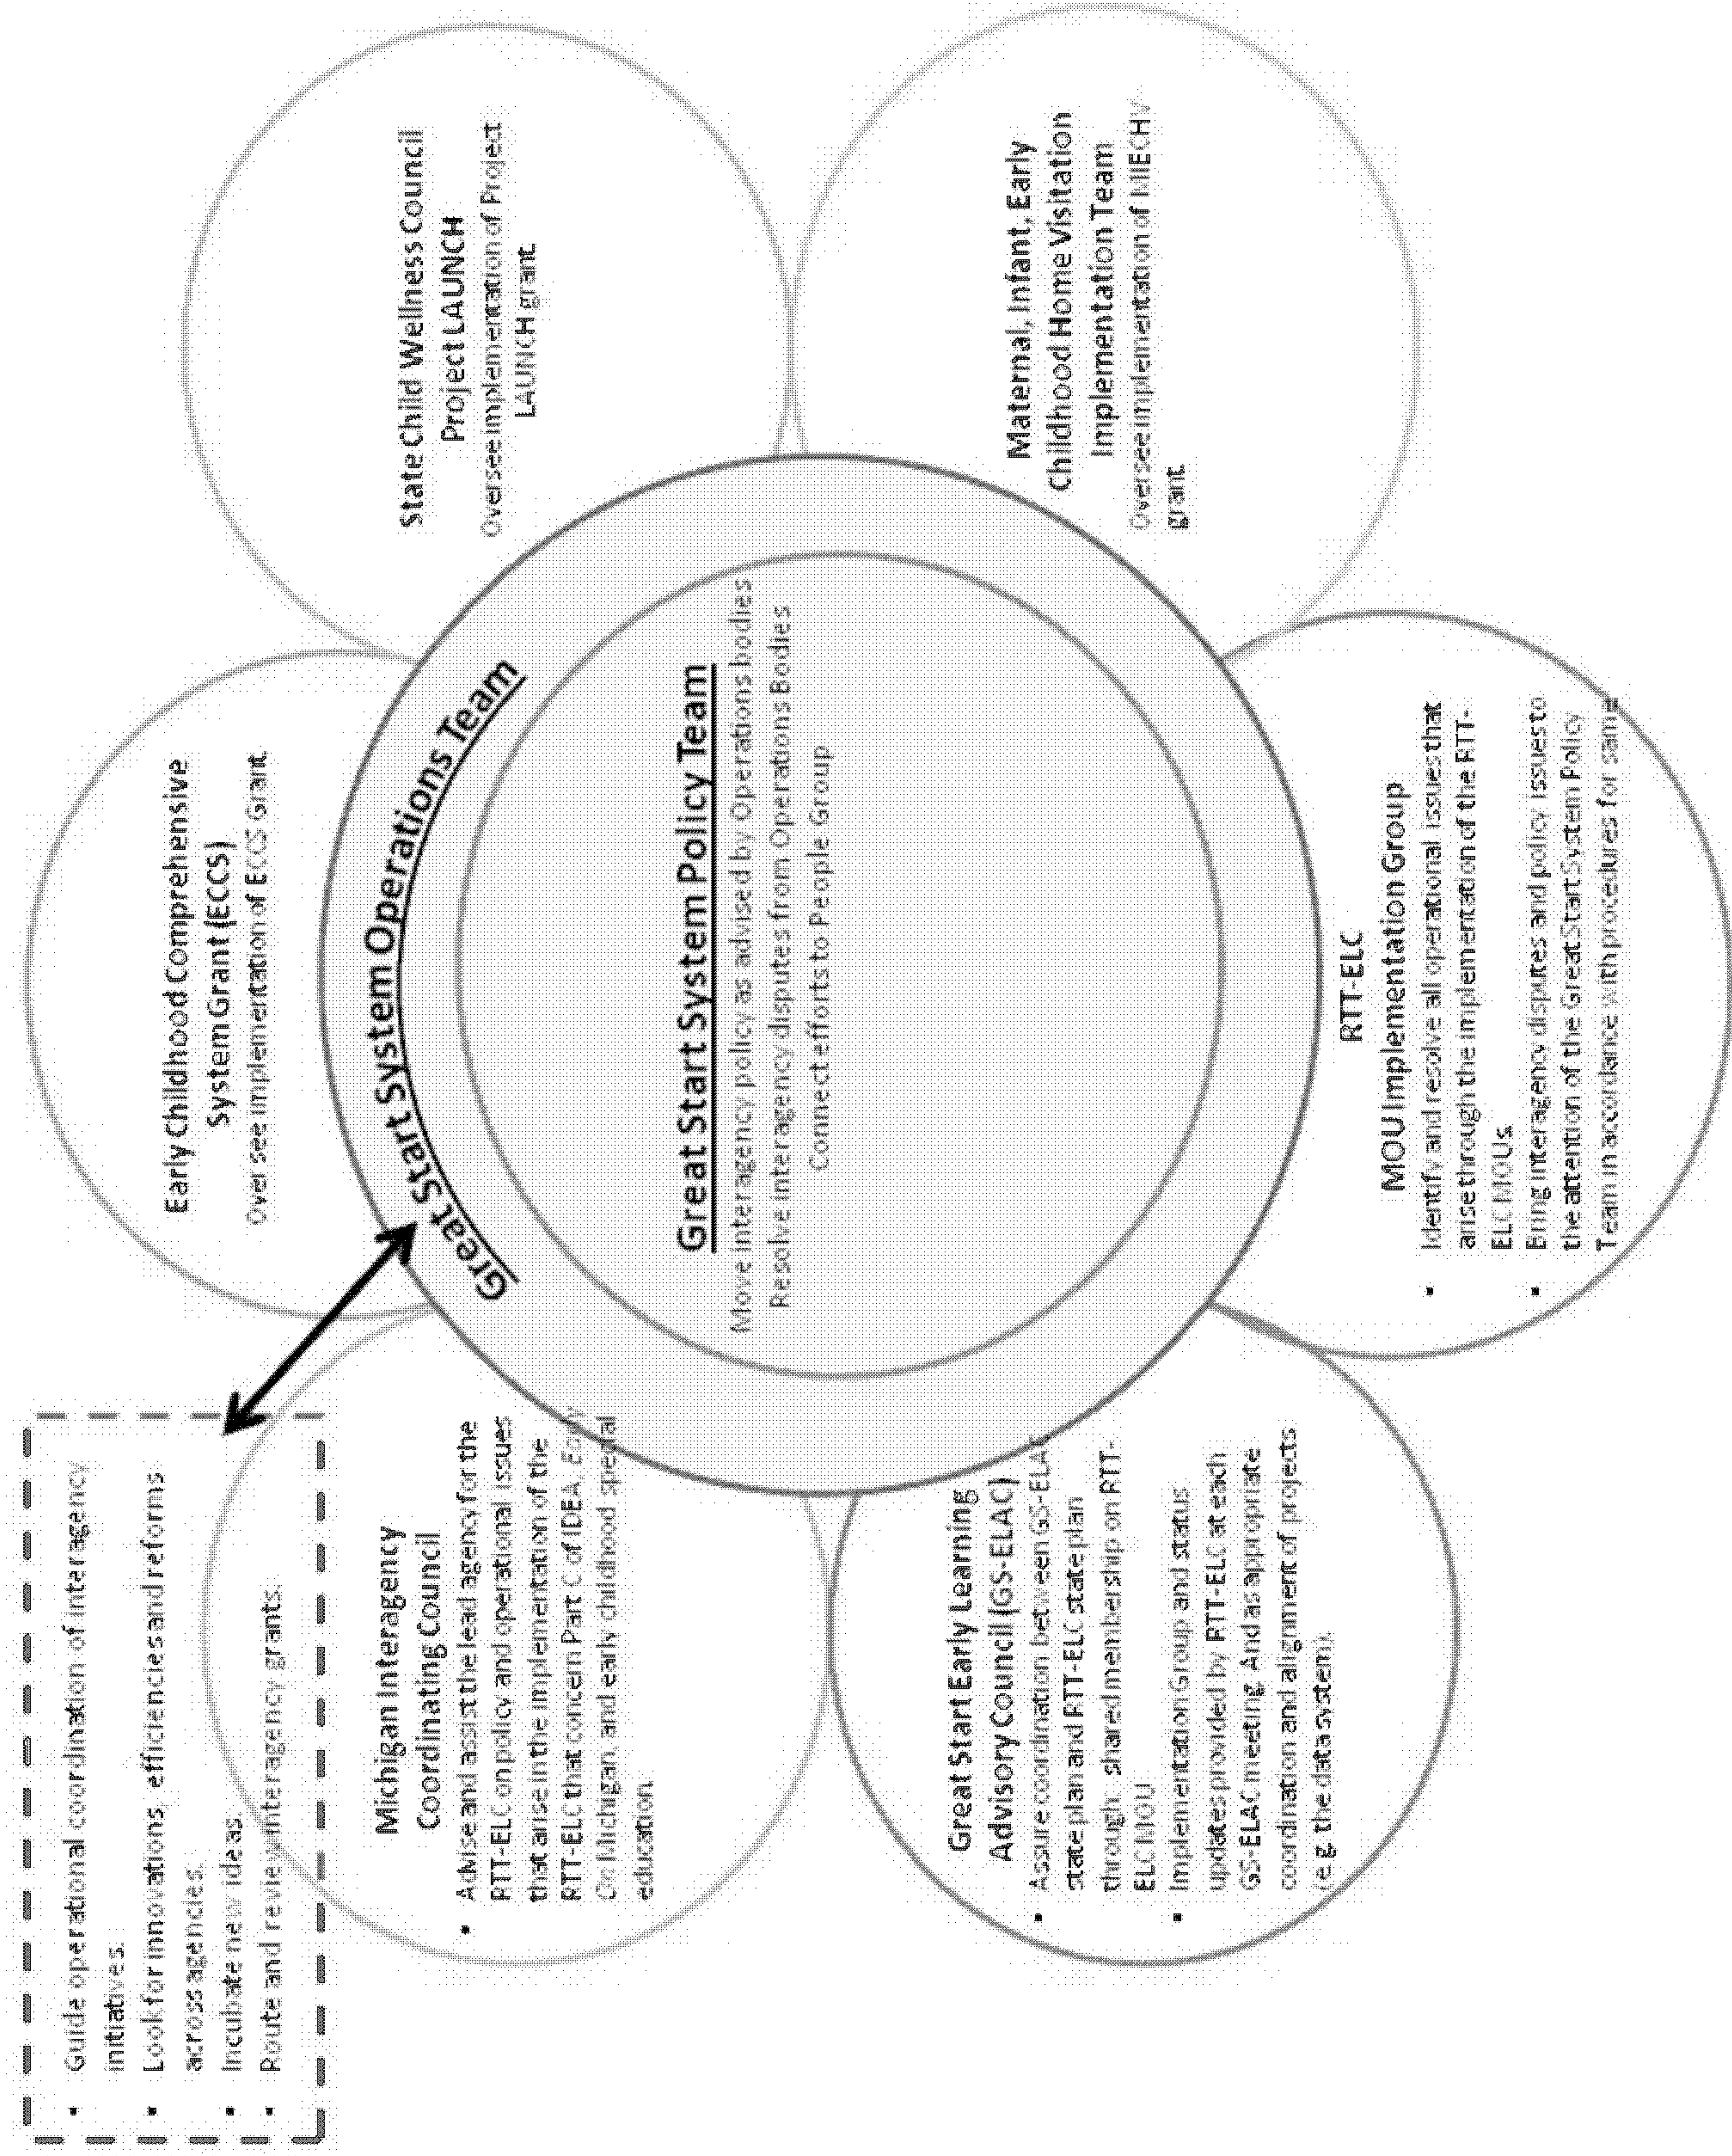 • Guide operational coordination of interagency
initiatives.
• Look for innovations, efficiencies and reforms
across agencies.
• Incubate new ideas.
• Route and review interagency grants.
Early Childhood Comprehensive
System Grant (ECCS)
Oversee implementation of ECCS Grant.
State Child Wellness Council
Project LAUNCH
Oversee implementation of Project
LAUNCH grant.
Great Start System Operations Team
Great Start System Policy Team
Move interagency policy as advised by Operations bodies
Resolve interagency disputes from Operations Bodies
Connect efforts to People Group
Michigan Interagency
Coordinating Council
• Advise and assist the lead agency for the
RTT-ELC on policy and operational issues
that arise in the implementation of the
RTT-ELC that concern Part C of IDEA, Early
On Michigan, and early childhood special
education.
Maternal, Infant, Early
Childhood Home Visitation
Implementation Team
Oversee implementation of MIECHV
grant.
Great Start Early Learning
Advisory Council (GS-ELAC)
• Assure coordination between GS-ELAC
state plan and RTT-ELC state plan
through shared membership on RTT-
ELC MOU
• Implementation Group and status
updates provided by RTT-ELC at each
GS-ELAC meeting. And as appropriate
coordination and alignment of projects
(e.g. the data system).
RTT-ELC
MOU Implementation Group
• Identify and resolve all operational issues that
arise through the implementation of the RTT-
ELC MOUs.
• Bring interagency disputes and policy issues to
the attention of the Great Start System Policy
Team in accordance with procedures for same